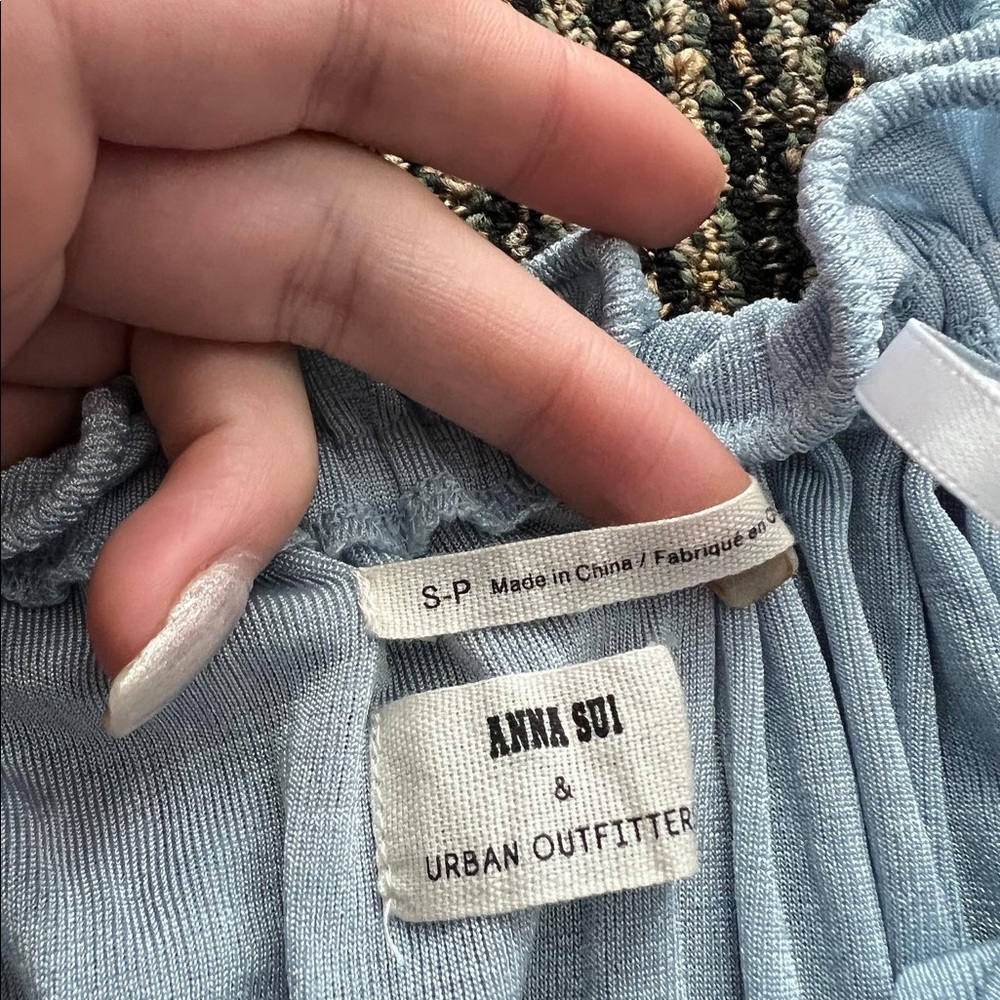 S-P Made in China / Fabriqué en C
ANNA SUI
&
URBAN OUTFITTER